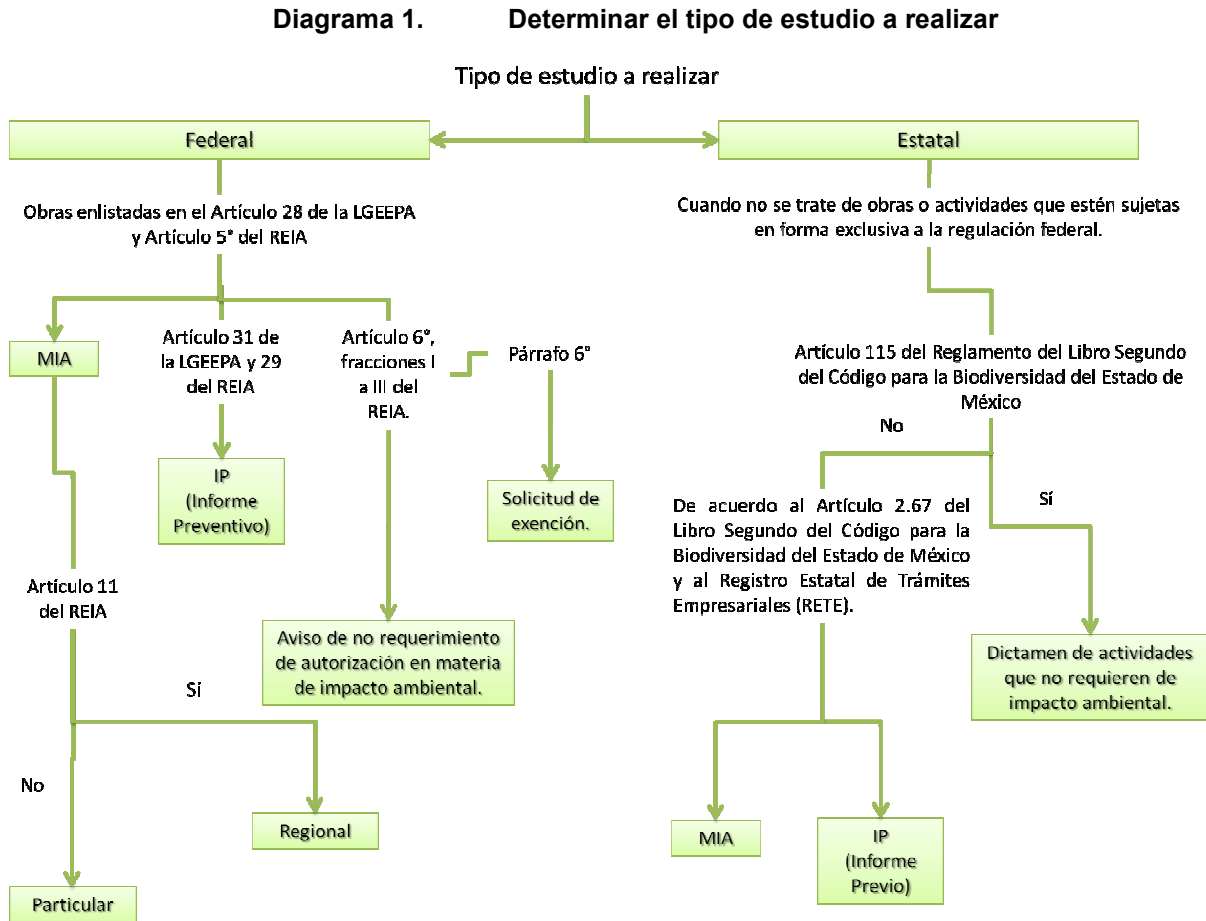 Diagrama 1. Determinar el tipo de estudio a realizar
Tipo de estudio a realizar
Federal
Estatal
Obras enlistadas en el Artículo 28 de la LGEEPA
y Artículo 5° del REIA
Cuando no se trate de obras o actividades que estén sujetas
en forma exclusiva a la regulación federal.
MIA
Artículo 31 de
la LGEEPA y 29
del REIA
Artículo 6°,
fracciones I
a III del
REIA.
Párrafo 6°
Artículo 115 del Reglamento del Libro Segundo
del Código para la Biodiversidad del Estado de
México
No
Sí
IP
(Informe
Preventivo)
Solicitud de
exención.
De acuerdo al Artículo 2.67 del
Libro Segundo del Código para la
Biodiversidad del Estado de México
y al Registro Estatal de Trámites
Empresariales (RETE).
Artículo 11
del REIA
Aviso de no requerimiento
de autorización en materia
de impacto ambiental.
Dictamen de actividades
que no requieren de
impacto ambiental.
Sí
No
Regional
Particular
MIA
IP
(Informe
Previo)